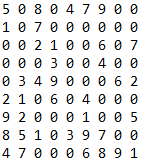 5 0 8 0 4 7 9 0 0
1 0 7 0 0 0 0 0 0
0 0 2 1 0 0 6 0 7
0 0 0 3 0 0 4 0 0
0 3 4 9 0 0 0 6 2
2 1 0 6 0 4 0 0 0
9 2 0 0 0 1 0 0 5
8 5 1 0 3 9 7 0 0
4 7 0 0 0 6 8 9 1